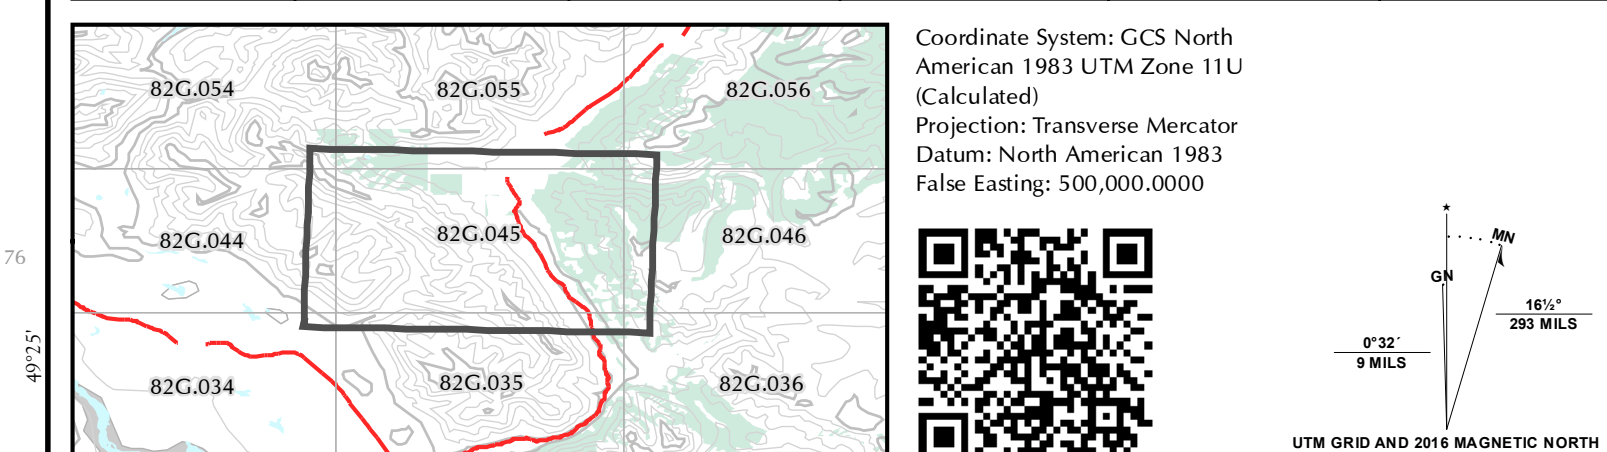 82G.054
82G.055
82G.056
82G.044
82G.045
82G.046
82G.034
82G.035
82G.036
76
49°25'
Coordinate System: GCS North
American 1983 UTM Zone 11U
(Calculated)
Projection: Transverse Mercator
Datum: North American 1983
False Easting: 500,000.0000
MN
GN
16½°
293 MILS
0°32´
9 MILS
UTM GRID AND 2016 MAGNETIC NORTH